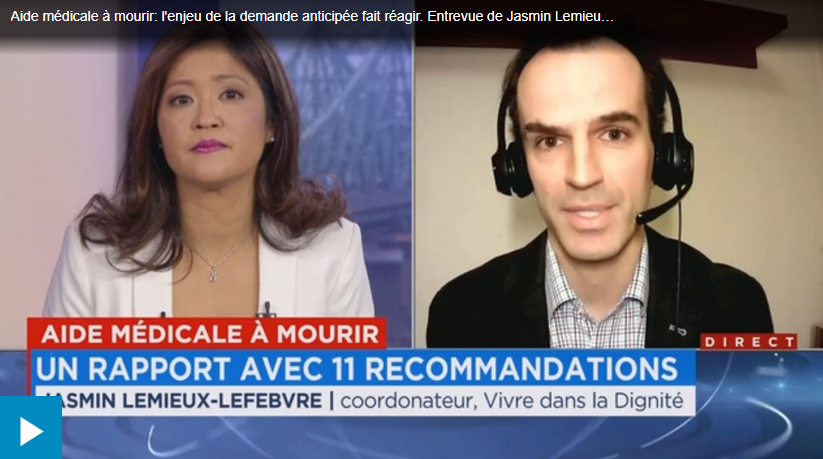 Aide médicale à mourir: l'enjeu de la demande anticipée fait réagir. Entrevue de Jasmin Lemieu…
AIDE MÉDICALE À MOURIR
DIRECT
UN RAPPORT AVEC 11 RECOMMANDATIONS
JASMIN LEMIEUX-LEFEBVRE | coordonateur, Vivre dans la Dignité